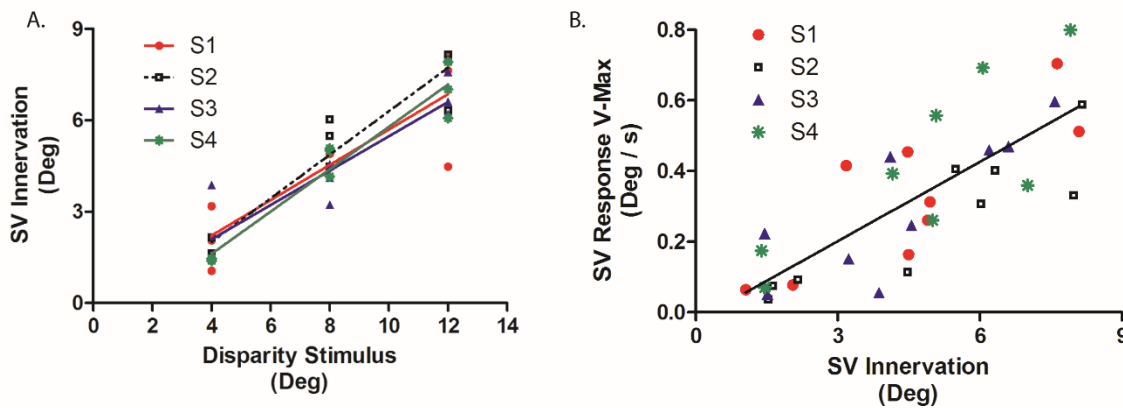 A.
SV Innervation
(Deg)
9
6
3
0
S1
S2
S3
S4
0 2 4 6 8 10 12 14
Disparity Stimulus
(Deg)
B.
SV Response V-Max
(Deg / s)
0.8
0.6
0.4
0.2
0.0
S1
S2
S3
S4
0 3 6 9
SV Innervation
(Deg)